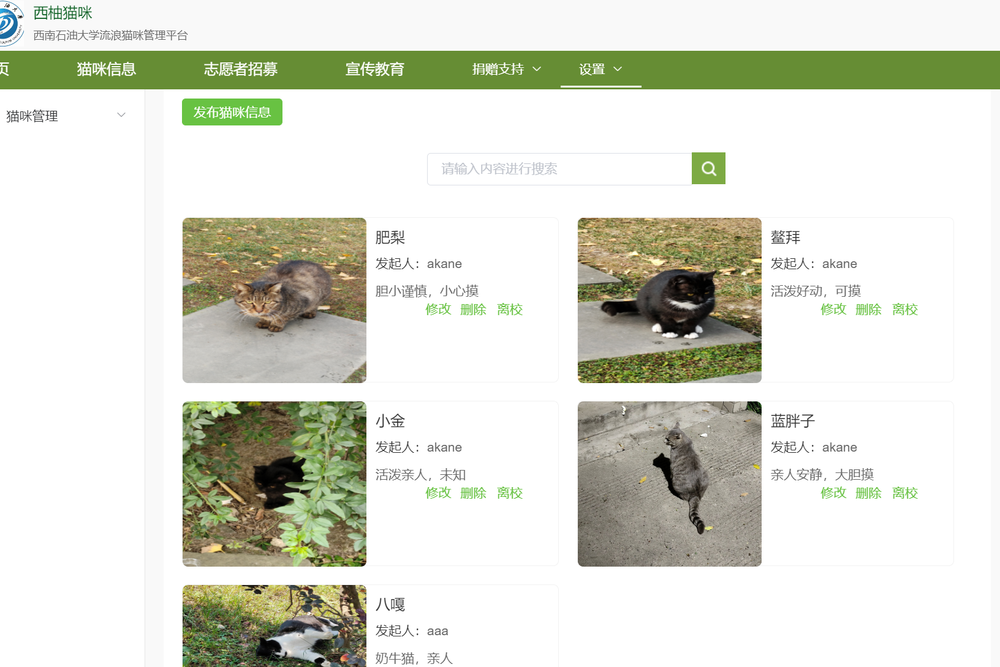 西柚猫咪
西南石油大学流浪猫咪管理平台
页 猫咪信息 志愿者招募 宣传教育 捐赠支持 设置
猫咪管理
发布猫咪信息
请输入内容进行搜索
肥梨
发起人：akane
胆小谨慎，小心摸
修改 删除 离校
鳌拜
发起人：akane
活泼好动，可摸
修改 删除 离校
小金
发起人：akane
活泼亲人，未知
修改 删除 离校
蓝胖子
发起人：akane
亲人安静，大胆摸
修改 删除 离校
八嘎
发起人：aaa
奶牛猫，亲人